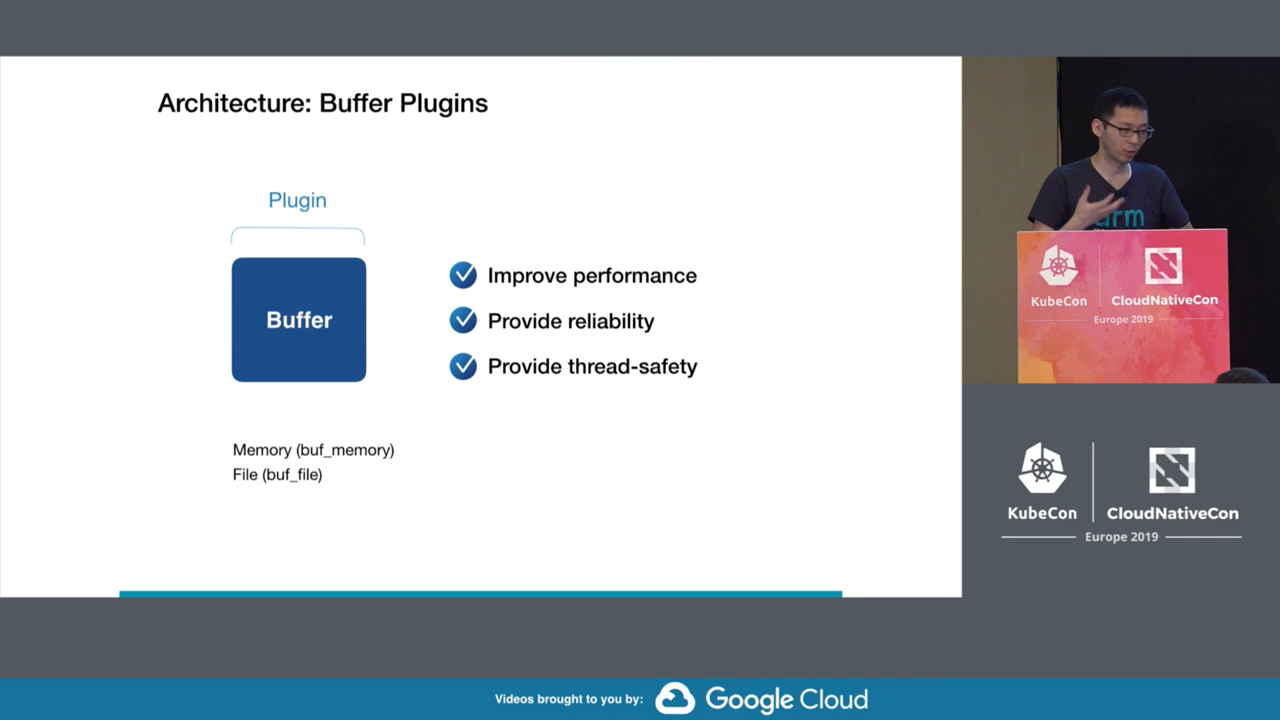 Architecture: Buffer Plugins
Plugin
Buffer
Improve performance
Provide reliability
Provide thread-safety
Memory (buf_memory)
File (buf_file)
arm
KubeCon
CloudNativeCon
Europe 2019
KubeCon
CloudNativeCon
Europe 2019
Videos brought to you by:
Google Cloud